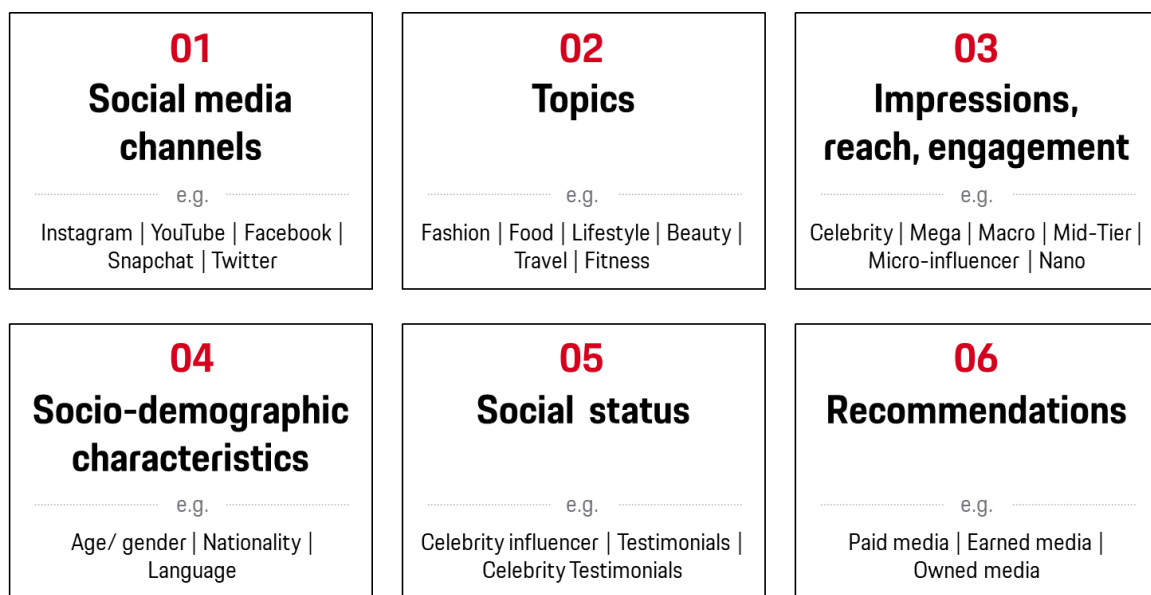 01
Social media
channels
e.g.
Instagram | YouTube | Facebook |
Snapchat | Twitter
02
Topics
e.g.
Fashion | Food | Lifestyle | Beauty |
Travel | Fitness
03
Impressions,
reach, engagement
e.g.
Celebrity | Mega | Macro | Mid-Tier |
Micro-influencer | Nano
04
Socio-demographic
characteristics
e.g.
Age/ gender | Nationality |
Language
05
Social status
e.g.
Celebrity influencer | Testimonials |
Celebrity Testimonials
06
Recommendations
e.g.
Paid media | Earned media |
Owned media